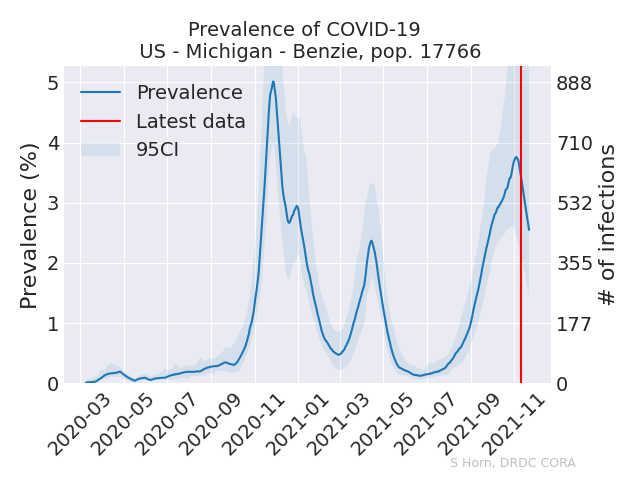 Prevalence of COVID-19
US - Michigan - Benzie, pop. 17766
Prevalence (%)
5
4
3
2
1
0
Prevalence
Latest data
95CI
888
710
532
355
177
0
# of infections
2020-03
2020-05
2020-07
2020-09
2020-11
2021-01
2021-03
2021-05
2021-07
2021-09
2021-11
S Horn, DRDC CORA